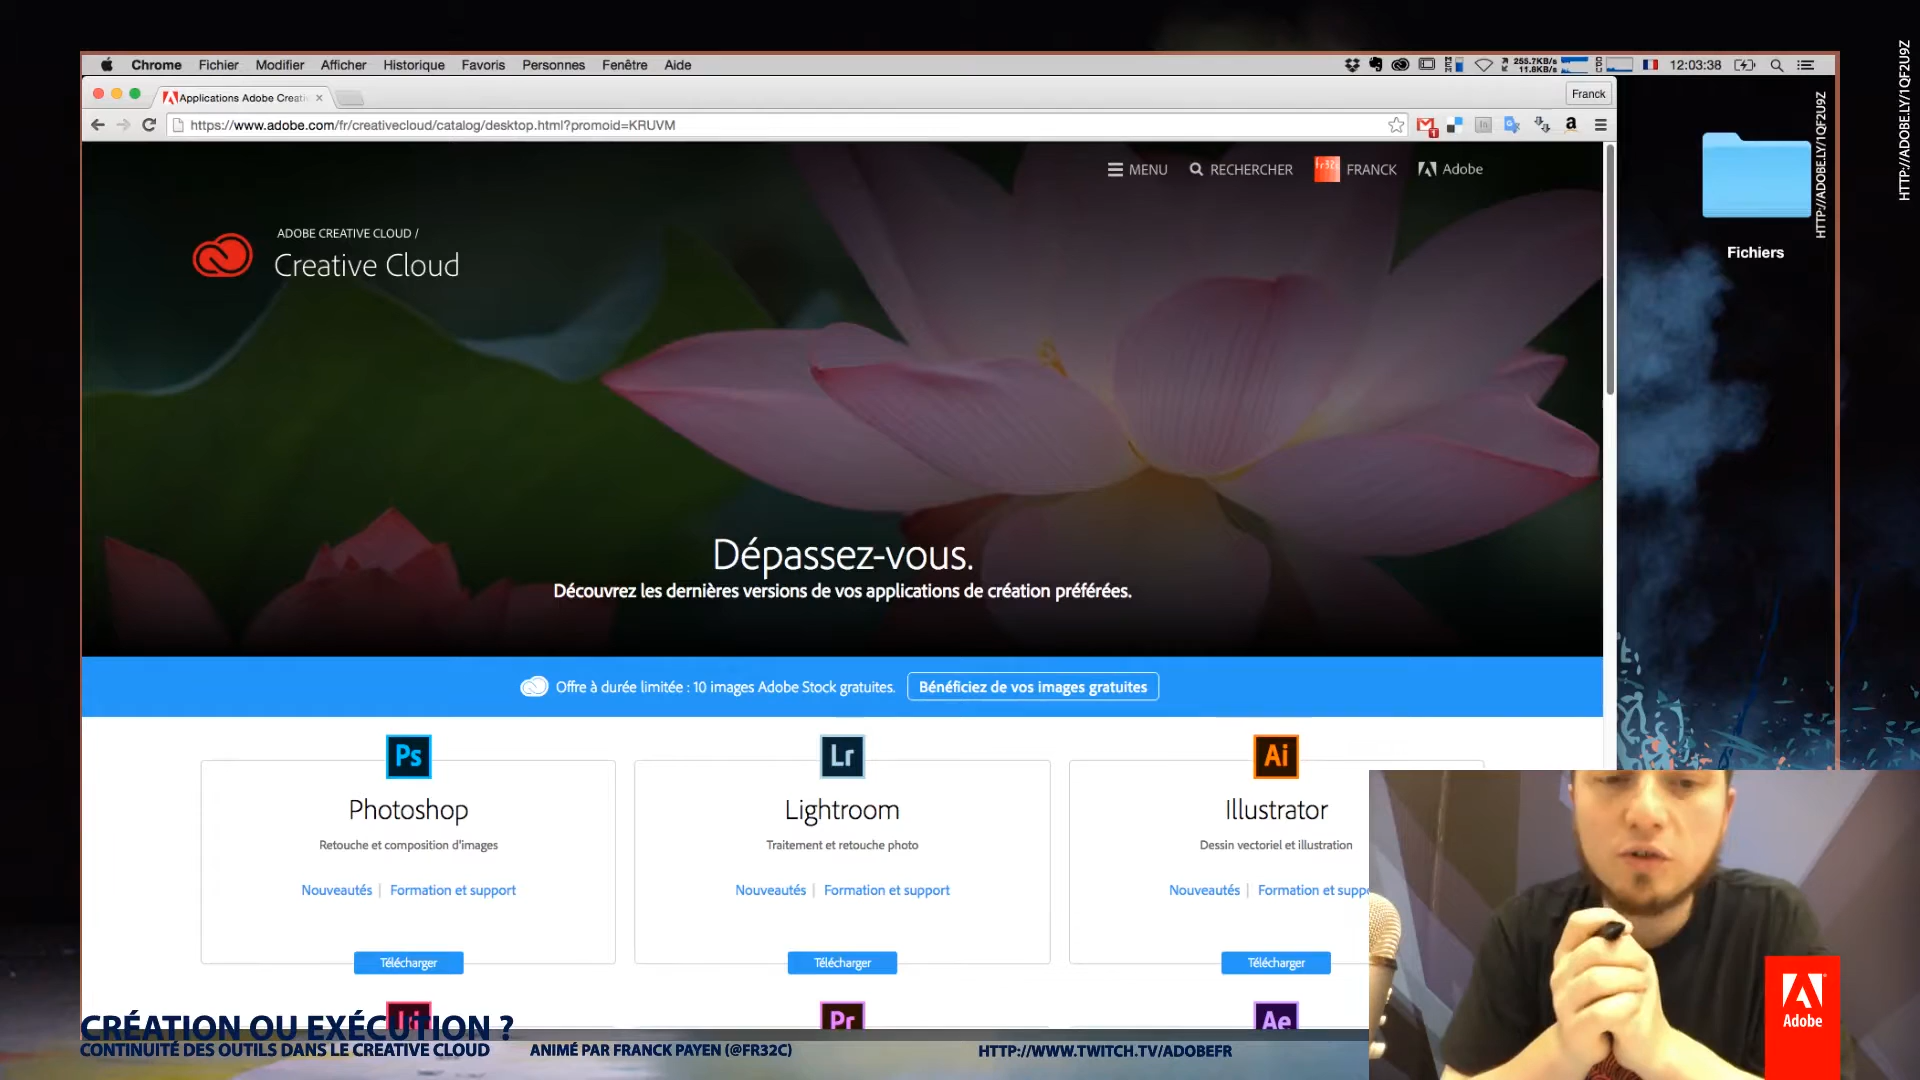 Chrome Fichier Modifier Afficher Historique Favoris Personnes Fenêtre Aide
255.7KB/s
11.8KB/s
12:03:38
Applications Adobe Creati
Franck
https://www.adobe.com/fr/creativecloud/catalog/desktop.html?promoid=KRUVM
HTTP://ADOBE.LY/1QF2U9Z
HTTP://ADOBE.LY/1QF2U9Z
MENU RECHERCHER fr32c FRANCK Adobe
Fichiers
ADOBE CREATIVE CLOUD /
Creative Cloud
Dépassez-vous.
Découvrez les dernières versions de vos applications de création préférées.
Offre à durée limitée : 10 images Adobe Stock gratuites. Bénéficiez de vos images gratuites
Ps Lr Ai
Photoshop Lightroom Illustrator
Retouche et composition d'images Traitement et retouche photo Dessin vectoriel et illustration
Nouveautés | Formation et support Nouveautés | Formation et support Nouveautés | Formation et suppo
Télécharger Télécharger Télécharger
Pr Ae
CRÉATION OU EXÉCUTION ?
CONTINUITÉ DES OUTILS DANS LE CREATIVE CLOUD ANIMÉ PAR FRANCK PAYEN (@FR32C) HTTP://WWW.TWITCH.TV/ADOBEFR
Adobe